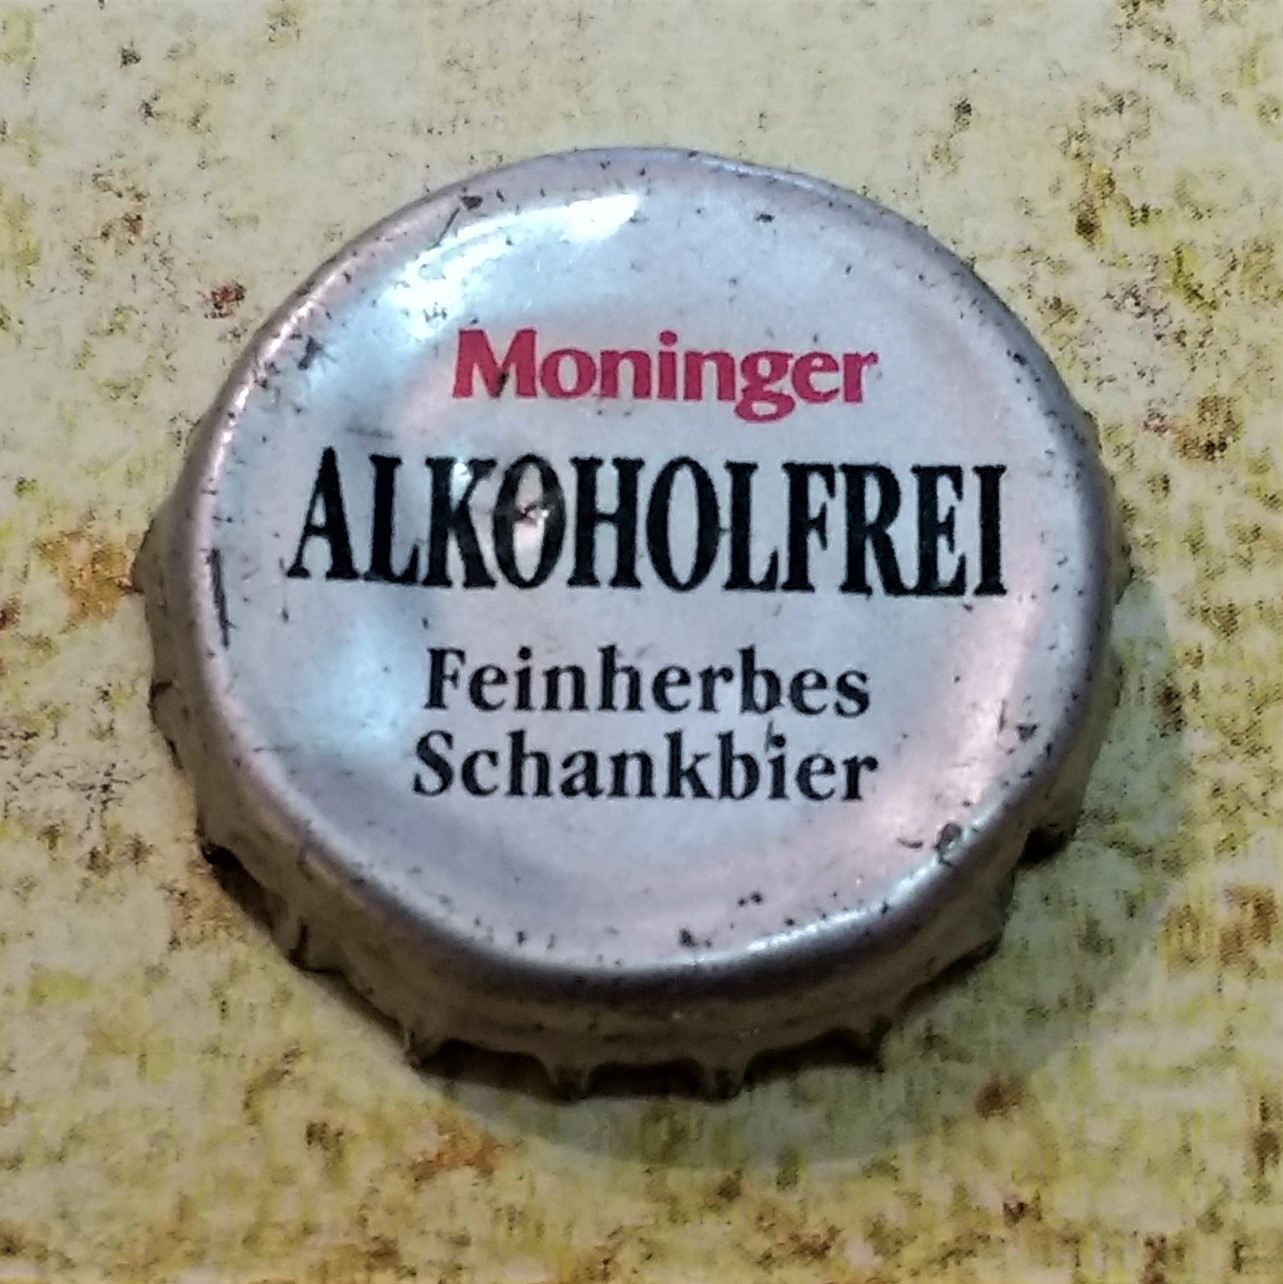 Moninger
ALKOHOLFREI
Feinherbes
Schankbier